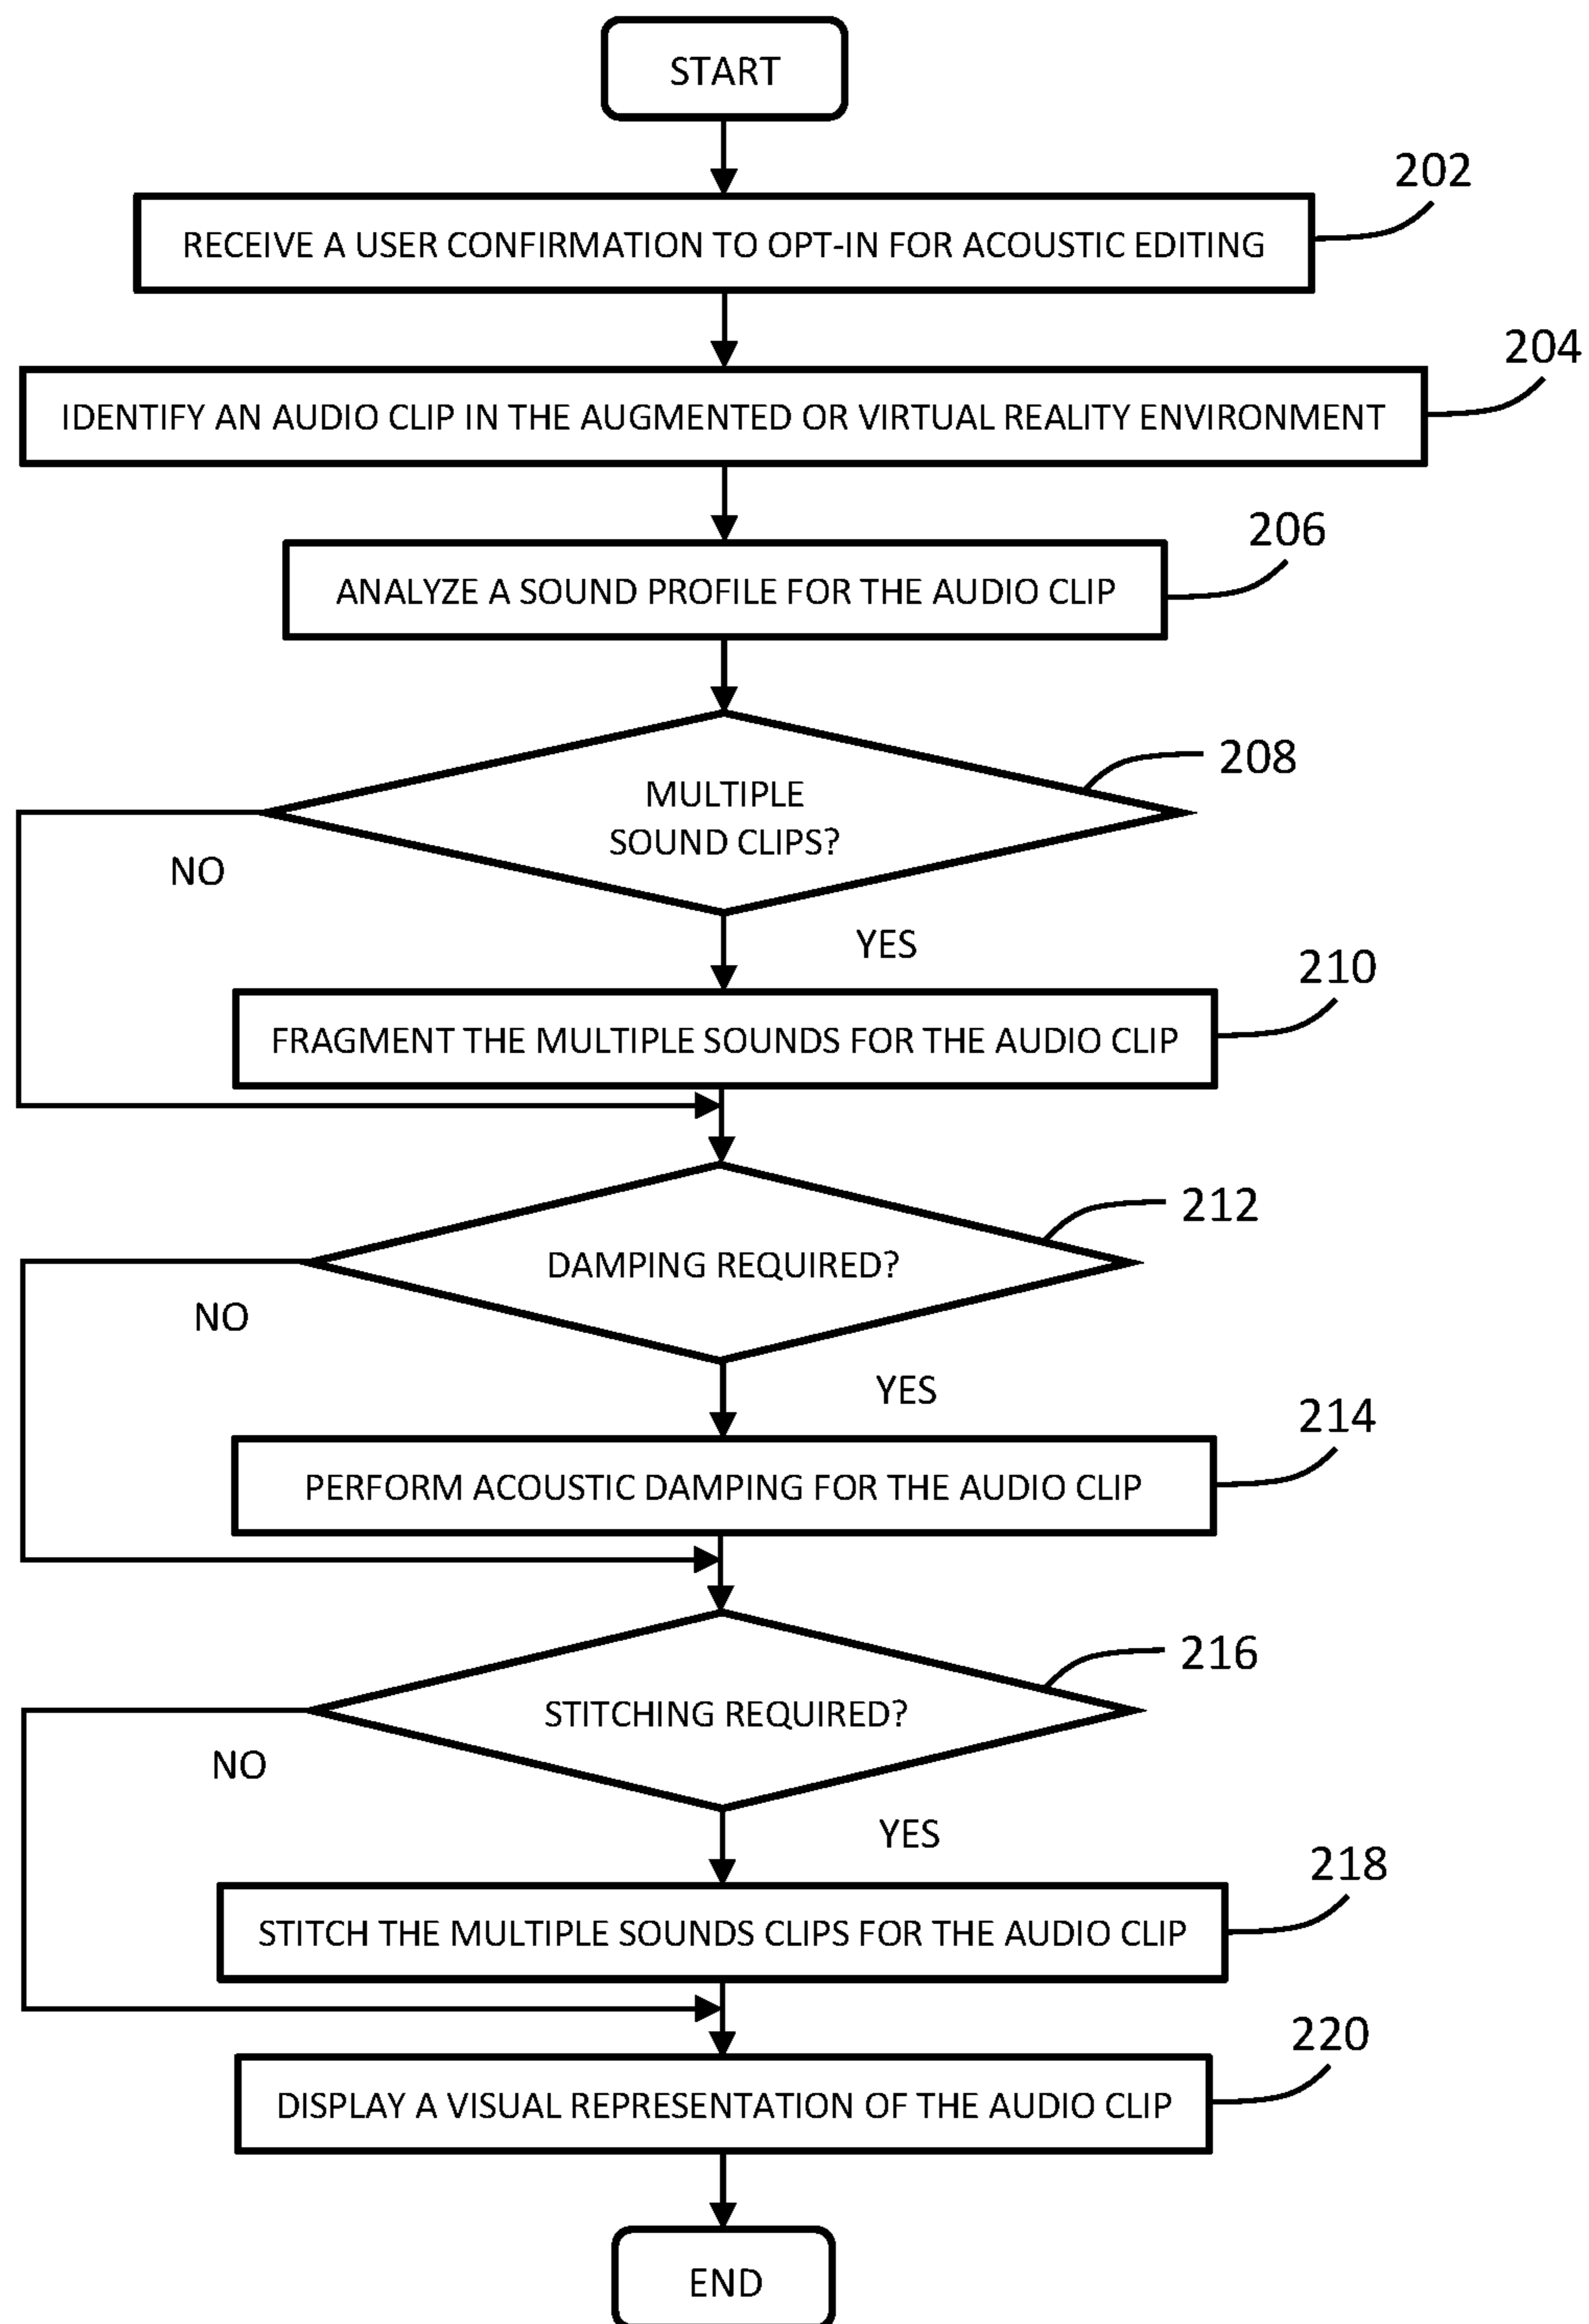 START
202
RECEIVE A USER CONFIRMATION TO OPT-IN FOR ACOUSTIC EDITING
204
IDENTIFY AN AUDIO CLIP IN THE AUGMENTED OR VIRTUAL REALITY ENVIRONMENT
206
ANALYZE A SOUND PROFILE FOR THE AUDIO CLIP
208
MULTIPLE
SOUND CLIPS?
NO
YES
210
FRAGMENT THE MULTIPLE SOUNDS FOR THE AUDIO CLIP
212
DAMPING REQUIRED?
NO
YES
214
PERFORM ACOUSTIC DAMPING FOR THE AUDIO CLIP
216
STITCHING REQUIRED?
NO
YES
218
STITCH THE MULTIPLE SOUNDS CLIPS FOR THE AUDIO CLIP
220
DISPLAY A VISUAL REPRESENTATION OF THE AUDIO CLIP
END